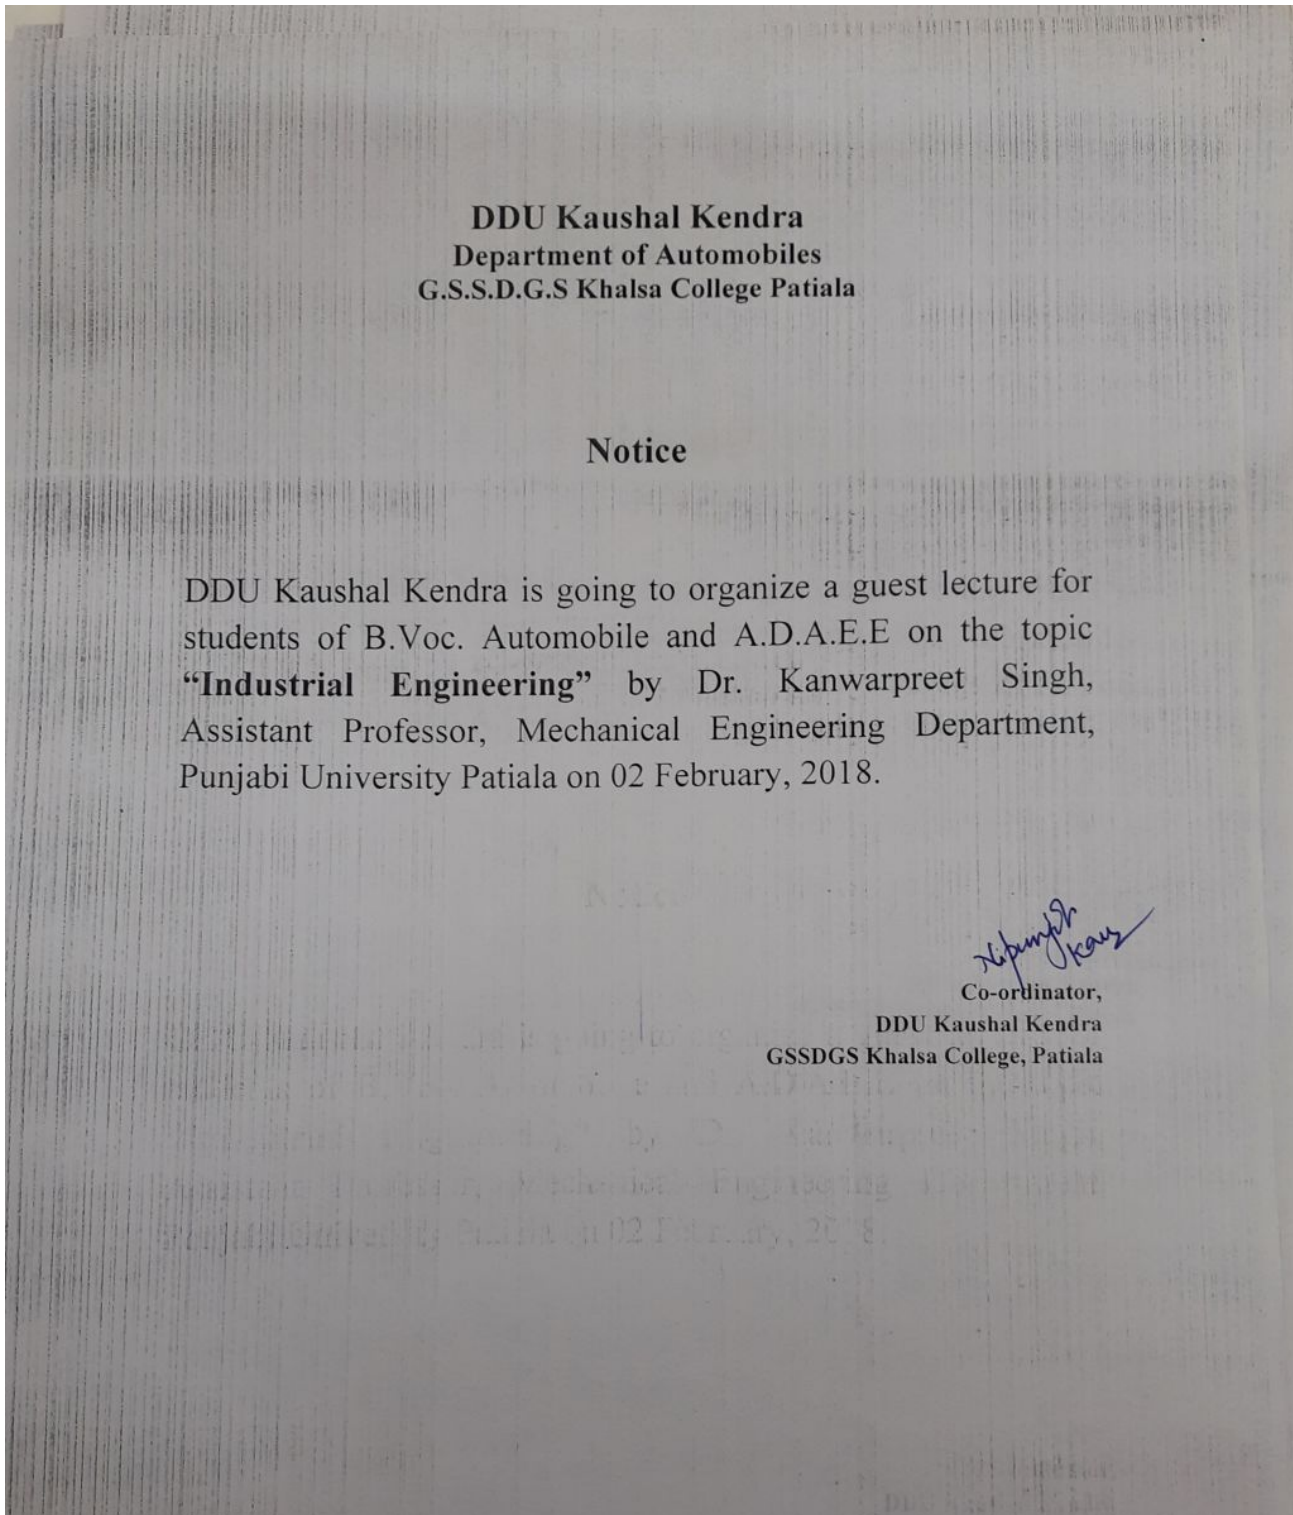 DDU Kaushal Kendra
Department of Automobiles
G.S.S.D.G.S Khalsa College Patiala
Notice
DDU Kaushal Kendra is going to organize a guest lecture for
students of B.Voc. Automobile and A.D.A.E.E on the topic
“Industrial Engineering” by Dr. Kanwarpreet Singh,
Assistant Professor, Mechanical Engineering Department,
Punjabi University Patiala on 02 February, 2018.
Kaur
Co-ordinator,
DDU Kaushal Kendra
GSSDGS Khalsa College, Patiala